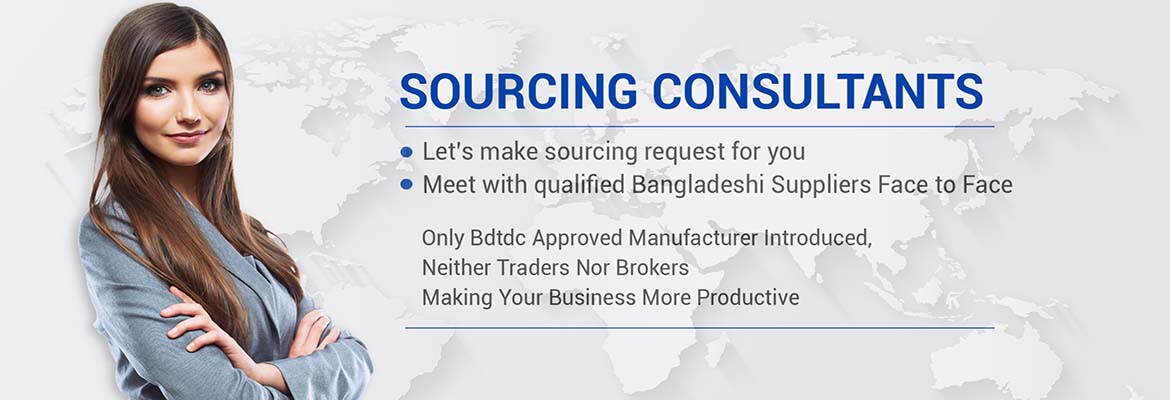 SOURCING CONSULTANTS
Let's make sourcing request for you
Meet with qualified Bangladeshi Suppliers Face to Face
Only Bdtdc Approved Manufacturer Introduced,
Neither Traders Nor Brokers
Making Your Business More Productive